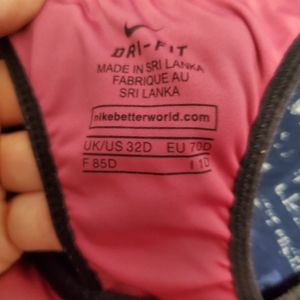 DRI-FIT
MADE IN SRI LANKA
FABRIQUE AU
SRI LANKA
nikebetterworld.com
UK/US 32D EU 70D
F 85D I 1D